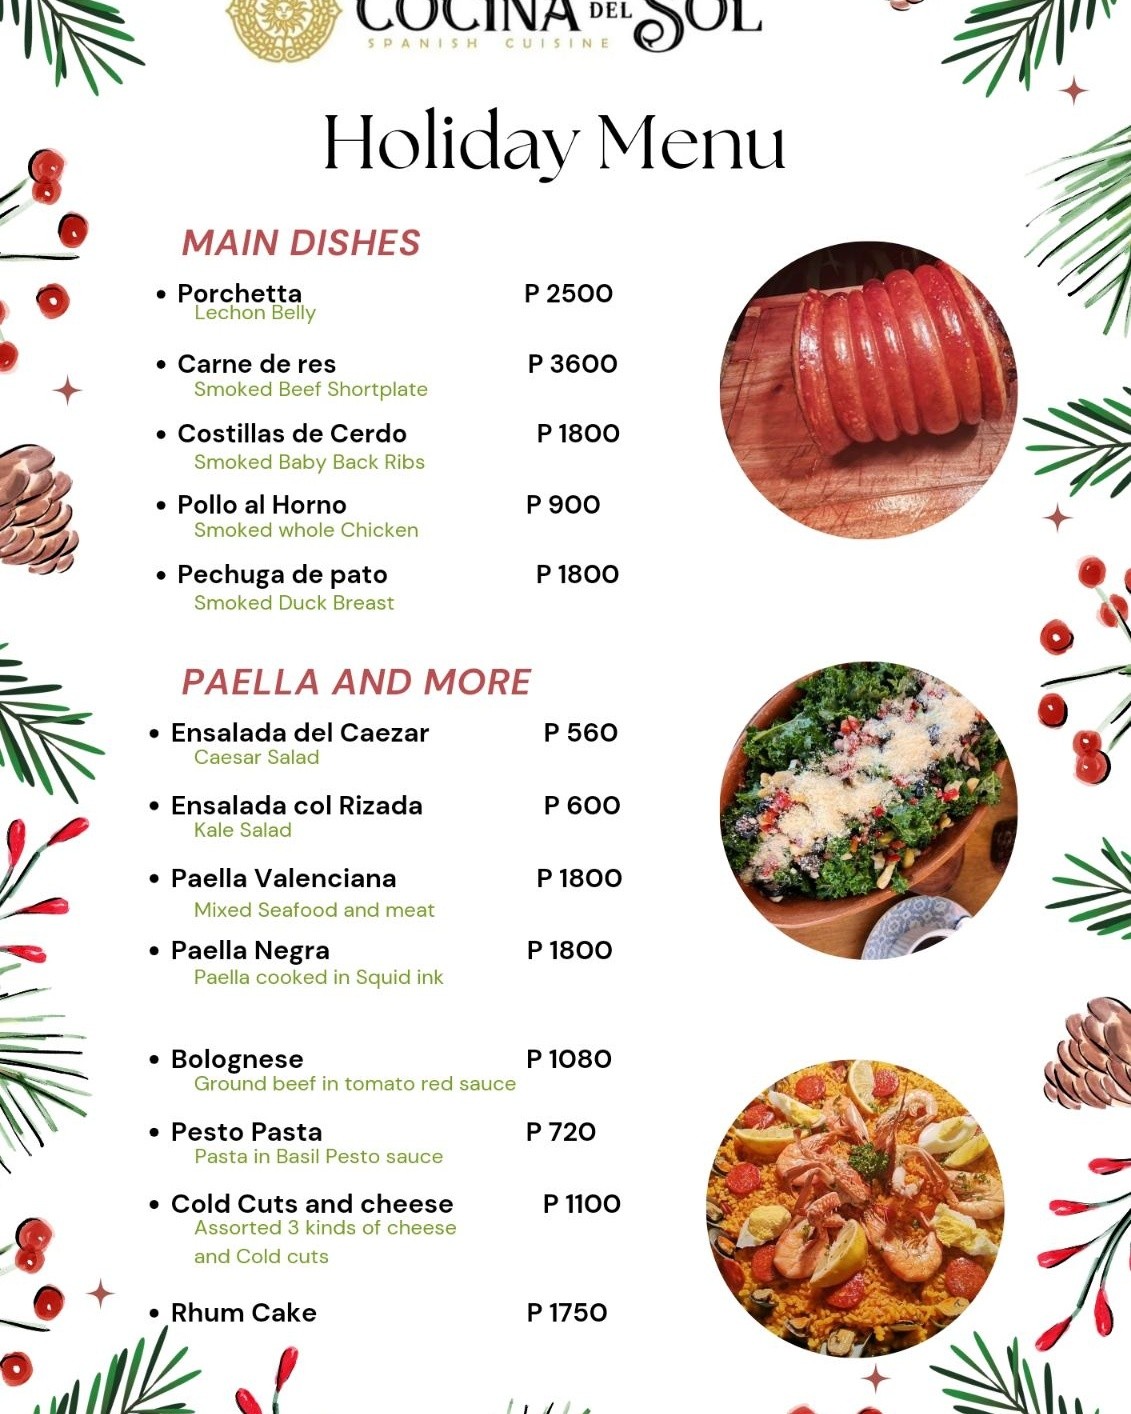 COCINA DEL SOL
SPANISH CUISINE
Holiday Menu
MAIN DISHES
• Porchetta P 2500
Lechon Belly
• Carne de res P 3600
Smoked Beef Shortplate
• Costillas de Cerdo P 1800
Smoked Baby Back Ribs
• Pollo al Horno P 900
Smoked whole Chicken
• Pechuga de pato P 1800
Smoked Duck Breast
PAELLA AND MORE
• Ensalada del Caezar P 560
Caesar Salad
• Ensalada col Rizada P 600
Kale Salad
• Paella Valenciana P 1800
Mixed Seafood and meat
• Paella Negra P 1800
Paella cooked in Squid ink
• Bolognese P 1080
Ground beef in tomato red sauce
• Pesto Pasta P 720
Pasta in Basil Pesto sauce
• Cold Cuts and cheese P 1100
Assorted 3 kinds of cheese
and Cold cuts
• Rhum Cake P 1750